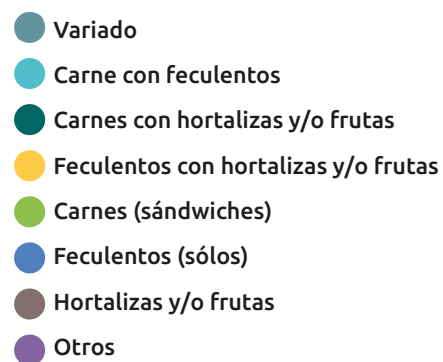 Variado
Carne con feculentos
Carnes con hortalizas y/o frutas
Feculentos con hortalizas y/o frutas
Carnes (sándwiches)
Feculentos (sólos)
Hortalizas y/o frutas
Otros